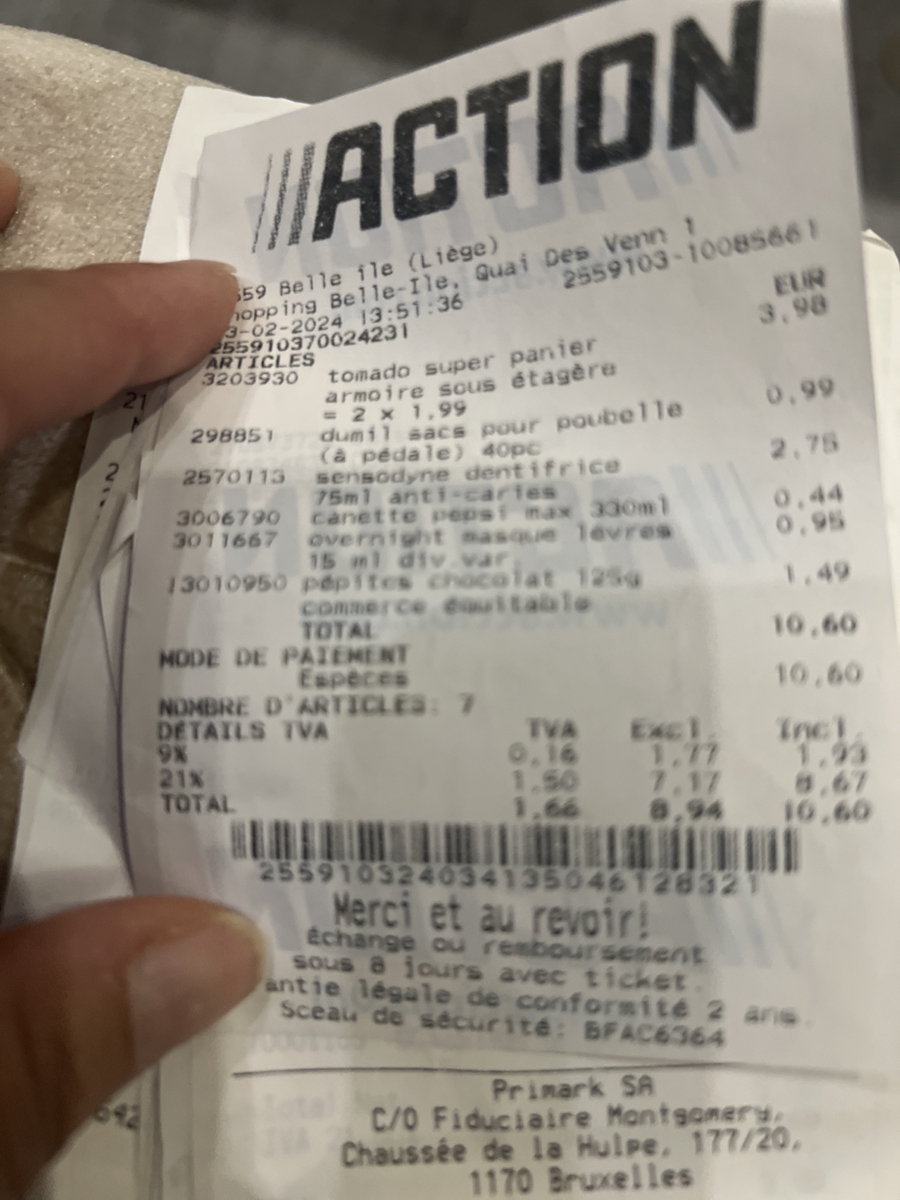 ACTION
559 Belle île (Liège)
hopping Belle-Ile, Quai Des Venn 1
3-02-2024 13:51:36 2559103-10085661
255910370024231
ARTICLES EUR
3203930 tomado super panier 3,98
armoire sous étagère
= 2 x 1,99
298851 dumil sacs pour poubelle 0,99
(à pédale) 40pc
2570113 sensodyne dentifrice 2,75
75ml anti-caries
3006790 canette pepsi max 330ml 0,44
3011667 overnight masque lèvres 0,95
15 ml div.var.
13010950 pépites chocolat 125g 1,49
commerce équitable
TOTAL 10,60
MODE DE PAIEMENT
Espèces 10,60
NOMBRE D'ARTICLES: 7
DÉTAILS TVA TVA Excl. Incl.
9% 0,16 1,77 1,93
21% 1,50 7,17 8,67
TOTAL 1,66 8,94 10,60
2559103240341350461 28321
Merci et au revoir!
Échange ou remboursement
sous 8 jours avec ticket.
antie légale de conformité 2 ans.
Sceau de sécurité: BFAC6364
Primark SA
C/O Fiduciaire Montgomery,
Chaussée de la Hulpe, 177/20,
1170 Bruxelles